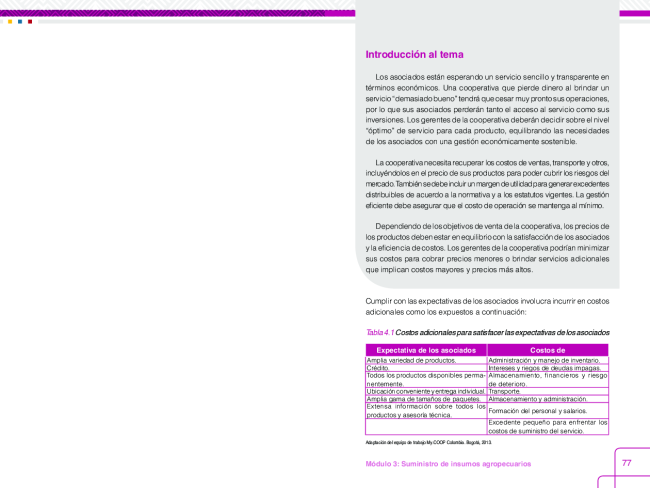 Introducción al tema
Los asociados están esperando un servicio sencillo y transparente en
términos económicos. Una cooperativa que pierde dinero al brindar un
servicio “demasiado bueno” tendrá que cesar muy pronto sus operaciones,
por lo que sus asociados perderán tanto el acceso al servicio como sus
inversiones. Los gerentes de la cooperativa deberán decidir sobre el nivel
“óptimo” de servicio para cada producto, equilibrando las necesidades
de los asociados con una gestión económicamente sostenible.
La cooperativa necesita recuperar los costos de ventas, transporte y otros,
incluyéndolos en el precio de sus productos para poder cubrir los riesgos del
mercado. También se debe incluir un margen de utilidad para generar excedentes
distribuibles de acuerdo a la normativa y a los estatutos vigentes. La gestión
eficiente debe asegurar que el costo de operación se mantenga al mínimo.
Dependiendo de los objetivos de venta de la cooperativa, los precios de
los productos deben estar en equilibrio con la satisfacción de los asociados
y la eficiencia de costos. Los gerentes de la cooperativa podrían minimizar
sus costos para cobrar precios menores o brindar servicios adicionales
que implican costos mayores y precios más altos.
Cumplir con las expectativas de los asociados involucra incurrir en costos
adicionales como los expuestos a continuación:
Tabla 4.1 Costos adicionales para satisfacer las expectativas de los asociados
Expectativa de los asociados Costos de
Amplia variedad de productos. Administración y manejo de inventario.
Crédito. Intereses y riegos de deudas impagas.
Todos los productos disponibles perma- Almacenamiento, financieros y riesgo
nentemente. de deterioro.
Ubicación conveniente y entrega individual. Transporte.
Amplia gama de tamaños de paquetes. Almacenamiento y administración.
Extensa información sobre todos los
productos y asesoría técnica. Formación del personal y salarios.
Excedente pequeño para enfrentar los
costos de suministro del servicio.
Adaptación del equipo de trabajo My.COOP Colombia. Bogotá, 2013.
Módulo 3: Suministro de insumos agropecuarios 77